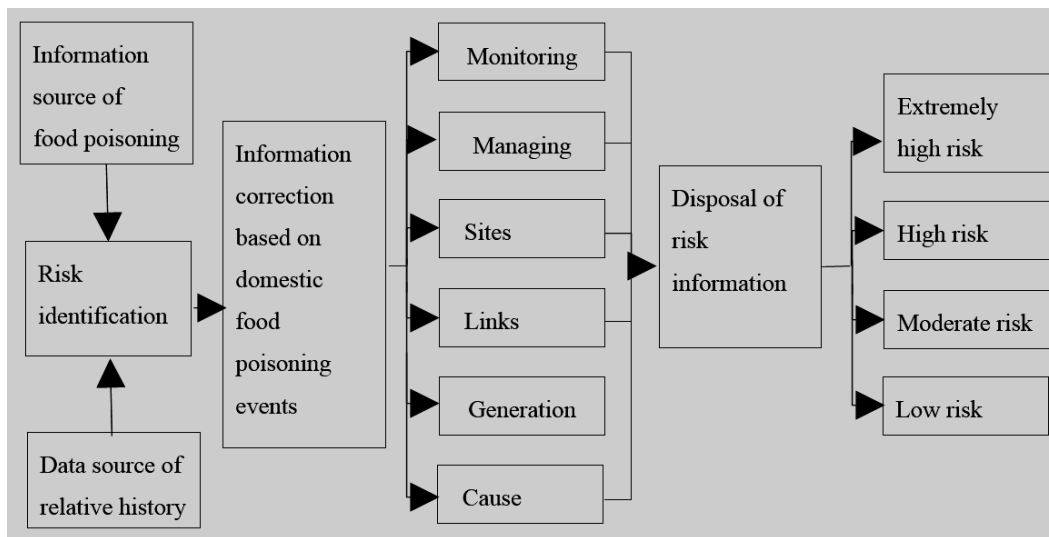 Information
source of
food poisoning
Risk
identification
Data source of
relative history
Information
correction
based on
domestic
food
poisoning
events
Monitoring
Managing
Sites
Links
Generation
Cause
Disposal of
risk
information
Extremely
high risk
High risk
Moderate risk
Low risk